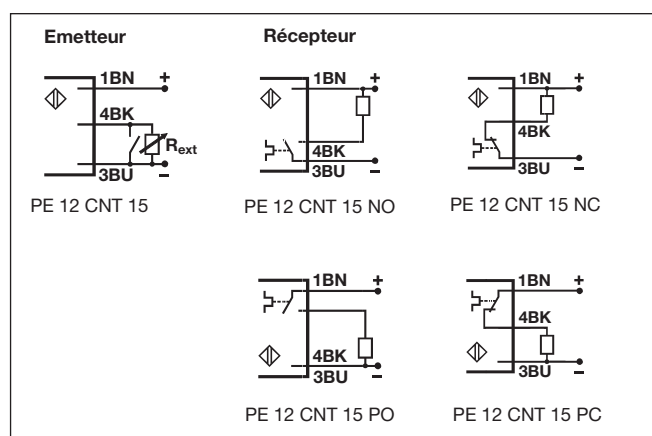 Emetteur
Récepteur
1BN +
4BK
Rext
3BU −
PE 12 CNT 15
1BN +
4BK
3BU −
PE 12 CNT 15 NO
1BN +
4BK
3BU −
PE 12 CNT 15 NC
1BN +
4BK
3BU −
PE 12 CNT 15 PO
1BN +
4BK
3BU −
PE 12 CNT 15 PC